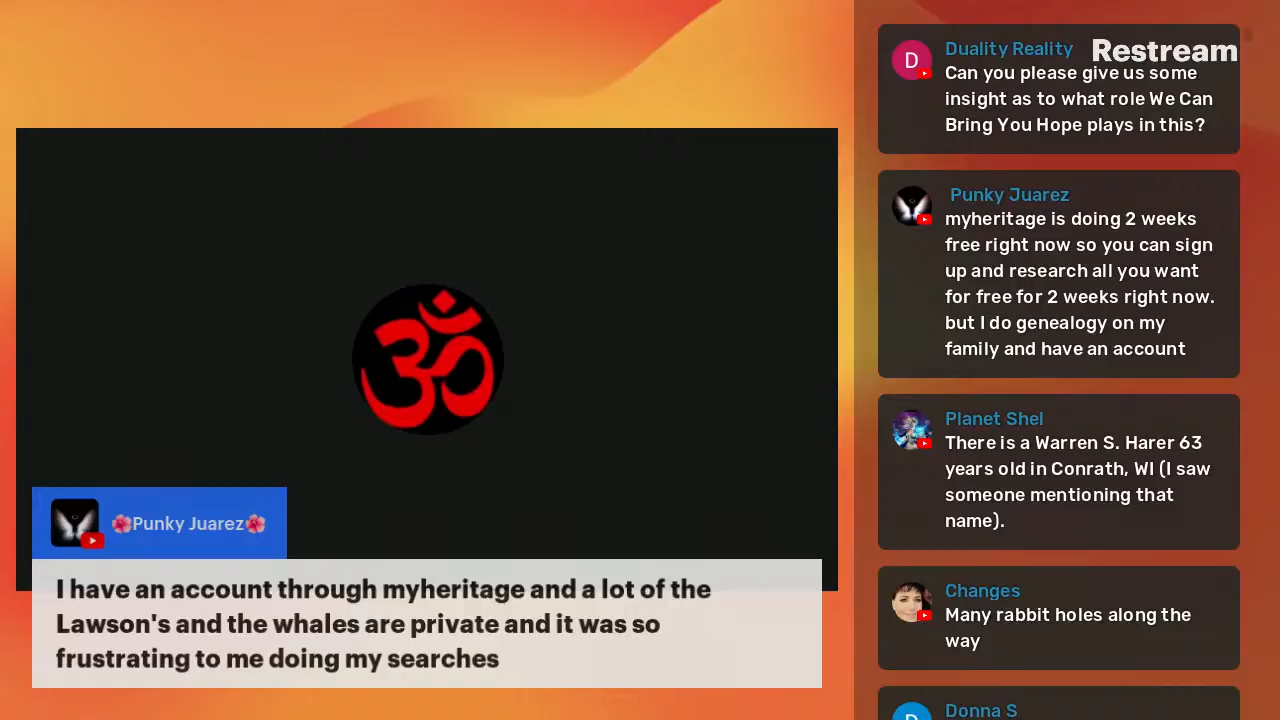 🌺Punky Juarez🌺
I have an account through myheritage and a lot of the
Lawson's and the whales are private and it was so
frustrating to me doing my searches
Restream
D
Duality Reality
Can you please give us some
insight as to what role We Can
Bring You Hope plays in this?
Punky Juarez
myheritage is doing 2 weeks
free right now so you can sign
up and research all you want
for free for 2 weeks right now.
but I do genealogy on my
family and have an account
Planet Shel
There is a Warren S. Harer 63
years old in Conrath, WI (I saw
someone mentioning that
name).
Changes
Many rabbit holes along the
way
D
Donna S
ॐ